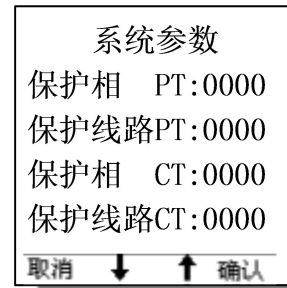 系统参数
保护相 PT:0000
保护线路PT:0000
保护相 CT:0000
保护线路CT:0000
取消 ↓ ↑ 确认